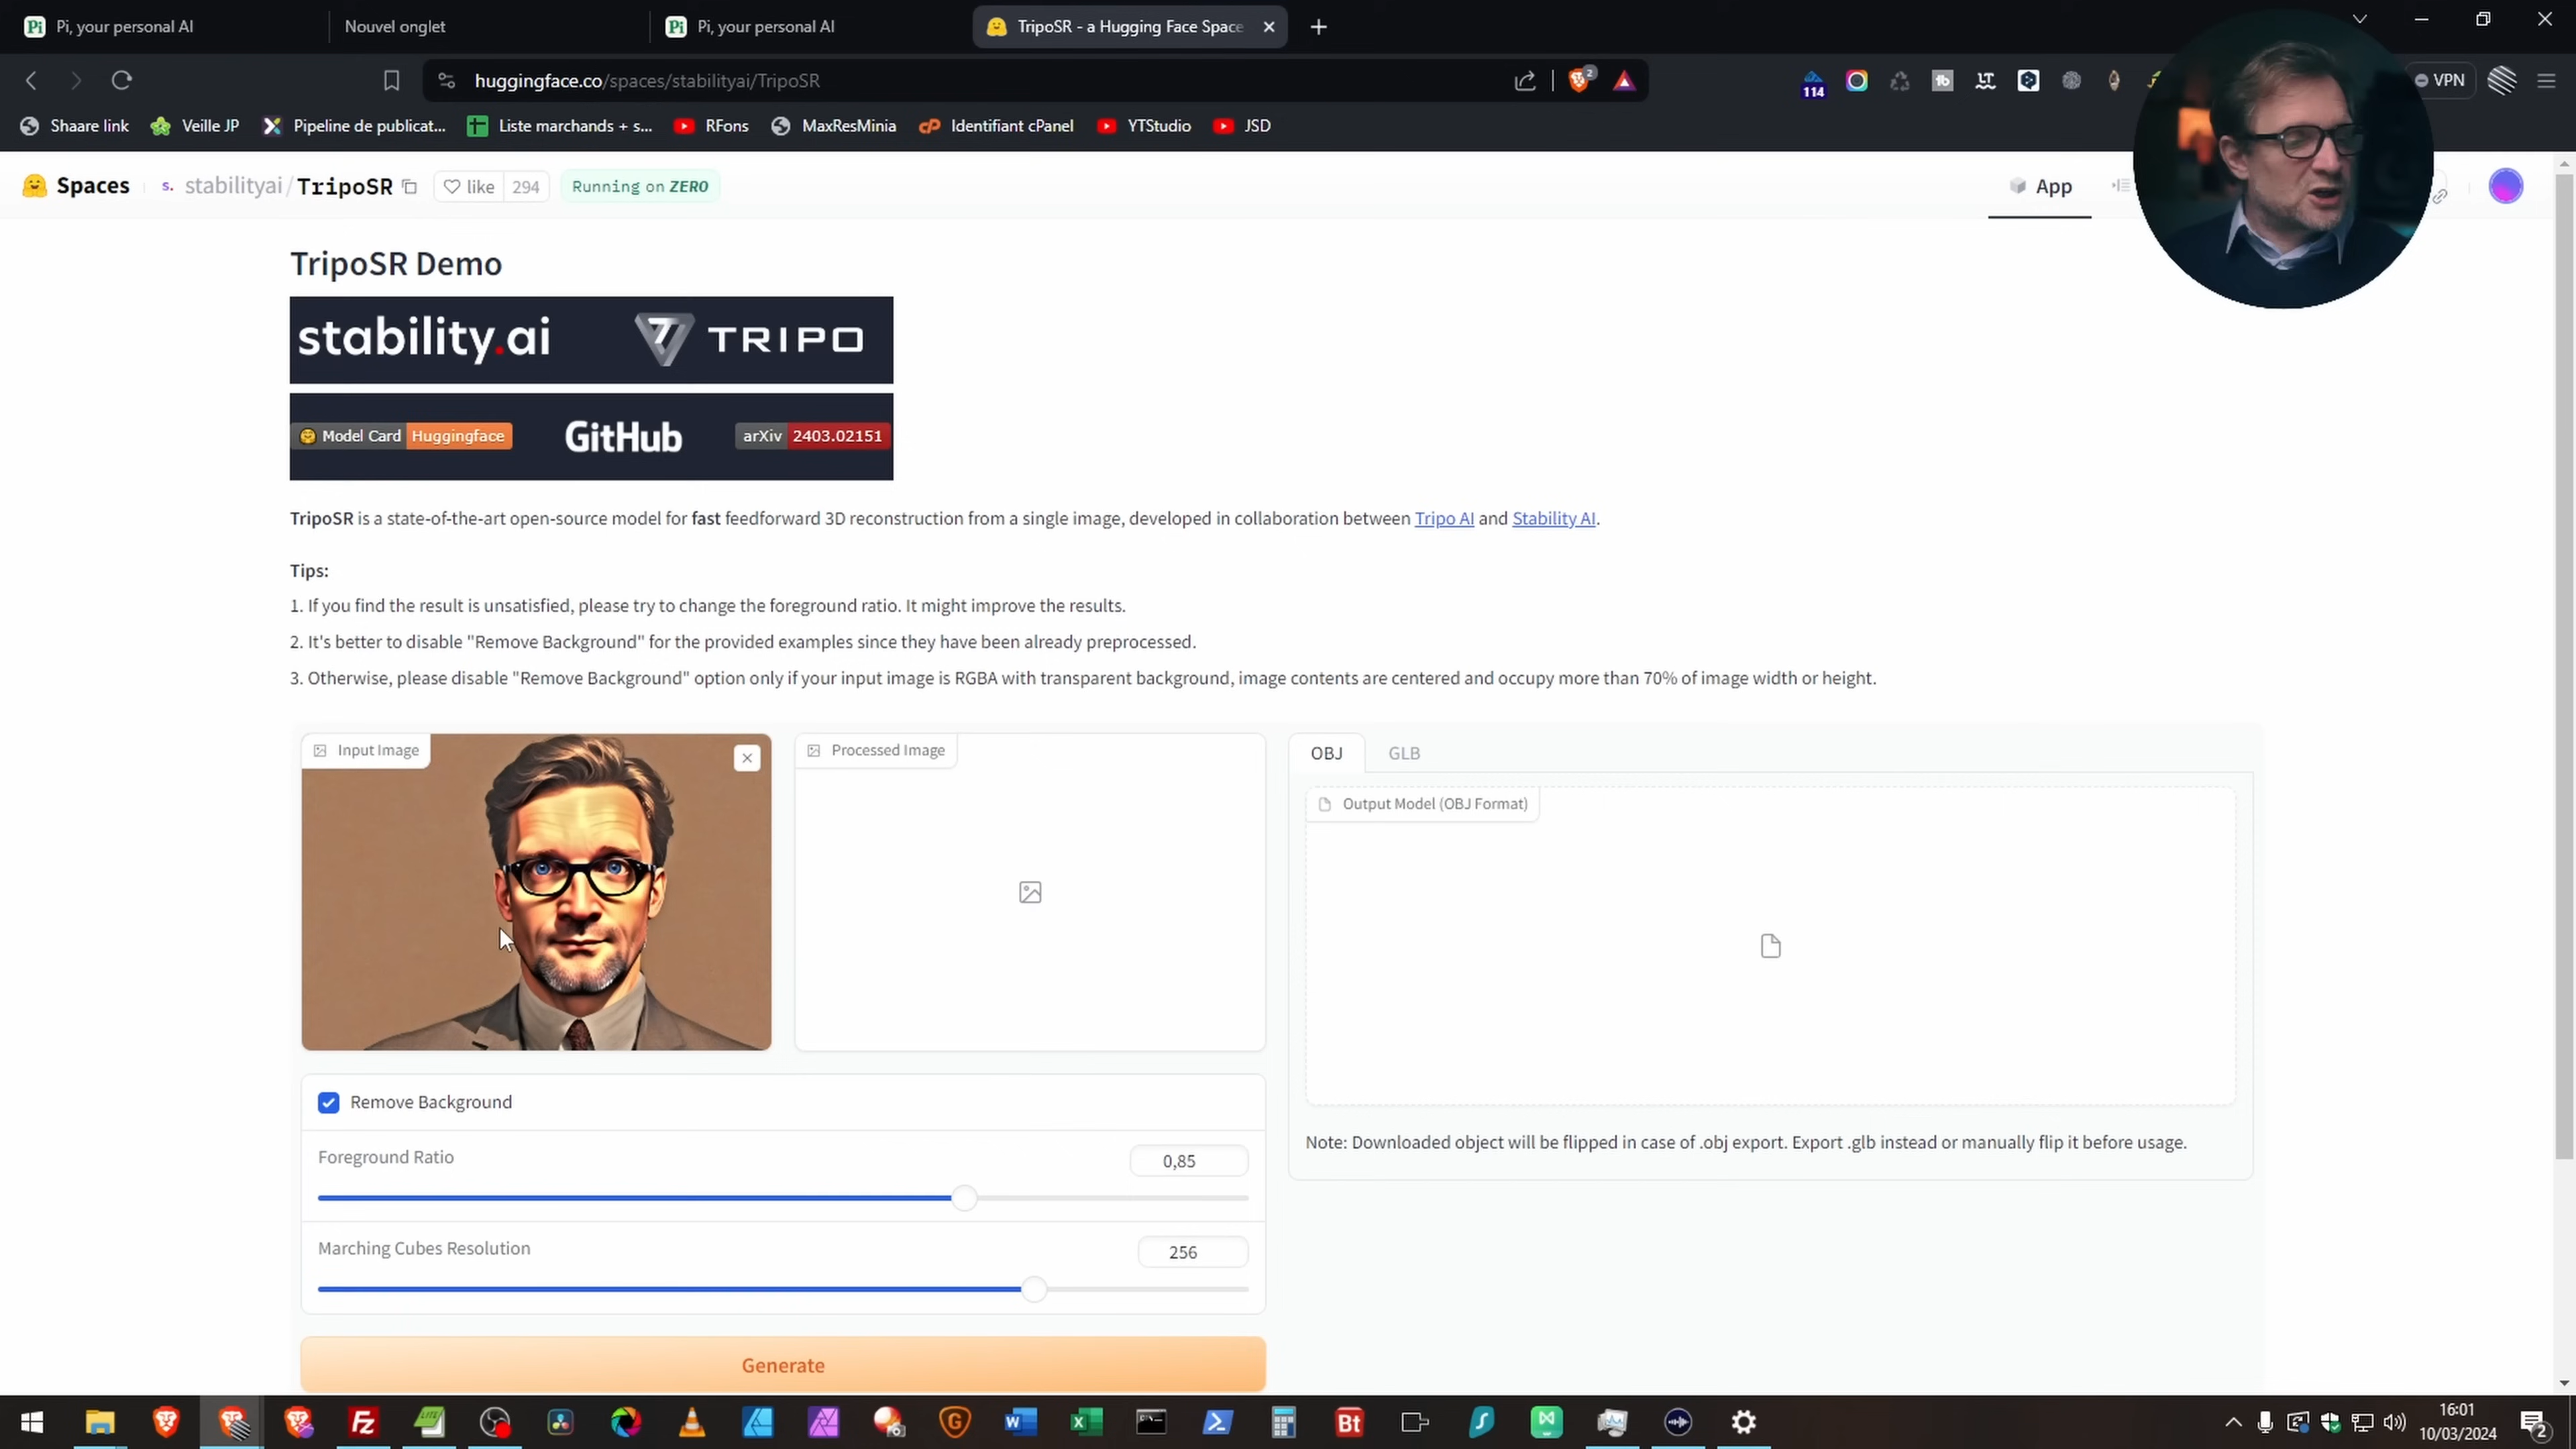 Pi Pi, your personal AI
Nouvel onglet
Pi Pi, your personal AI
TripoSR - a Hugging Face Space
huggingface.co/spaces/stabilityai/TripoSR
2
114
VPN
Shaare link
Veille JP
Pipeline de publicat...
Liste marchands + s...
RFons
MaxResMinia
Identifiant cPanel
YTStudio
JSD
Spaces
s. stabilityai/TripoSR
like 294
Running on ZERO
App
TripoSR Demo
stability.ai
TRIPO
Model Card Huggingface
GitHub
arXiv 2403.02151
TripoSR is a state-of-the-art open-source model for fast feedforward 3D reconstruction from a single image, developed in collaboration between Tripo AI and Stability AI.
Tips:
1. If you find the result is unsatisfied, please try to change the foreground ratio. It might improve the results.
2. It's better to disable "Remove Background" for the provided examples since they have been already preprocessed.
3. Otherwise, please disable "Remove Background" option only if your input image is RGBA with transparent background, image contents are centered and occupy more than 70% of image width or height.
Input Image
Processed Image
OBJ
GLB
Output Model (OBJ Format)
Note: Downloaded object will be flipped in case of .obj export. Export .glb instead or manually flip it before usage.
Remove Background
Foreground Ratio
0,85
Marching Cubes Resolution
256
Generate
16:01
10/03/2024
2